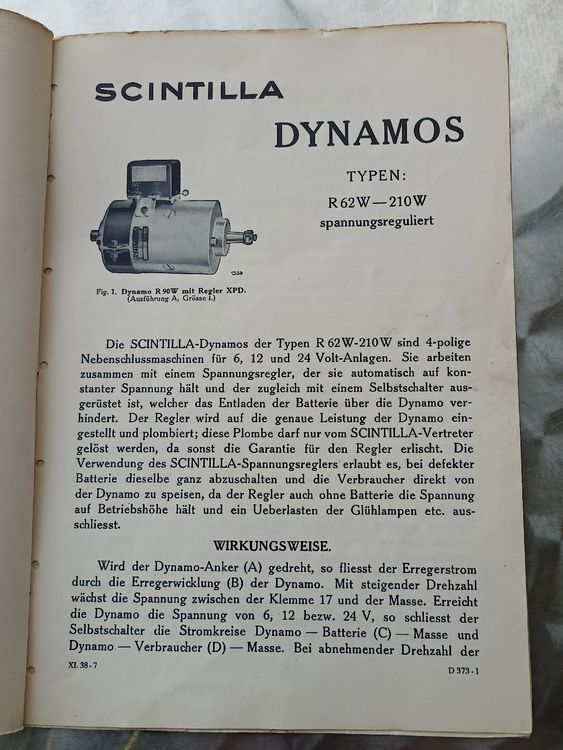 SCINTILLA
DYNAMOS
TYPEN:
R 62 W — 210 W
spannungsreguliert
Fig. 1. Dynamo R 90 W mit Regler XPD.
(Ausführung A, Grösse I.)
Die SCINTILLA-Dynamos der Typen R 62 W-210 W sind 4-polige
Nebenschlussmaschinen für 6, 12 und 24 Volt-Anlagen. Sie arbeiten
zusammen mit einem Spannungsregler, der sie automatisch auf kon-
stanter Spannung hält und der zugleich mit einem Selbstschalter aus-
gerüstet ist, welcher das Entladen der Batterie über die Dynamo ver-
hindert. Der Regler wird auf die genaue Leistung der Dynamo ein-
gestellt und plombiert; diese Plombe darf nur vom SCINTILLA-Vertreter
gelöst werden, da sonst die Garantie für den Regler erlischt. Die
Verwendung des SCINTILLA-Spannungsreglers erlaubt es, bei defekter
Batterie dieselbe ganz abzuschalten und die Verbraucher direkt von
der Dynamo zu speisen, da der Regler auch ohne Batterie die Spannung
auf Betriebshöhe hält und ein Ueberlasten der Glühlampen etc. aus-
schliesst.
WIRKUNGSWEISE.
Wird der Dynamo-Anker (A) gedreht, so fliesst der Erregerstrom
durch die Erregerwicklung (B) der Dynamo. Mit steigender Drehzahl
wächst die Spannung zwischen der Klemme 17 und der Masse. Erreicht
die Dynamo die Spannung von 6, 12 bezw. 24 V, so schliesst der
Selbstschalter die Stromkreise Dynamo — Batterie (C) — Masse und
Dynamo — Verbraucher (D) — Masse. Bei abnehmender Drehzahl der
XI. 38 - 7
D 373 - 1